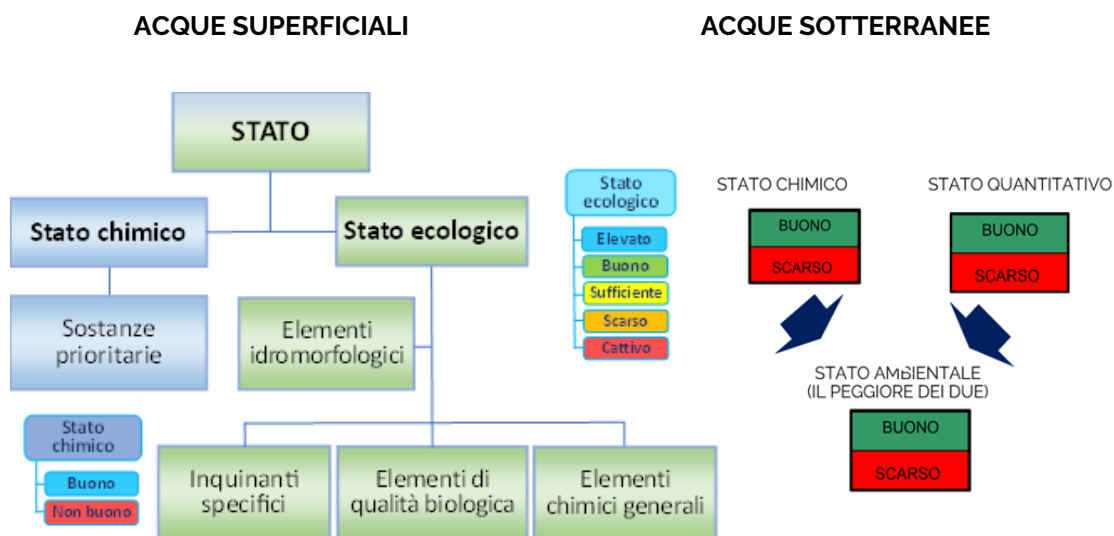 ACQUE SUPERFICIALI
STATO
Stato chimico
Stato ecologico
Sostanze
prioritarie
Elementi
idromorfologici
Stato
chimico
Buono
Non buono
Inquinanti
specifici
Elementi di
qualità biologica
Elementi
chimici generali
Stato
ecologico
Elevato
Buono
Sufficiente
Scarso
Cattivo
ACQUE SOTTERRANEE
STATO CHIMICO
BUONO
SCARSO
STATO QUANTITATIVO
BUONO
SCARSO
STATO AMBIENTALE
(IL PEGGIORE DEI DUE)
BUONO
SCARSO